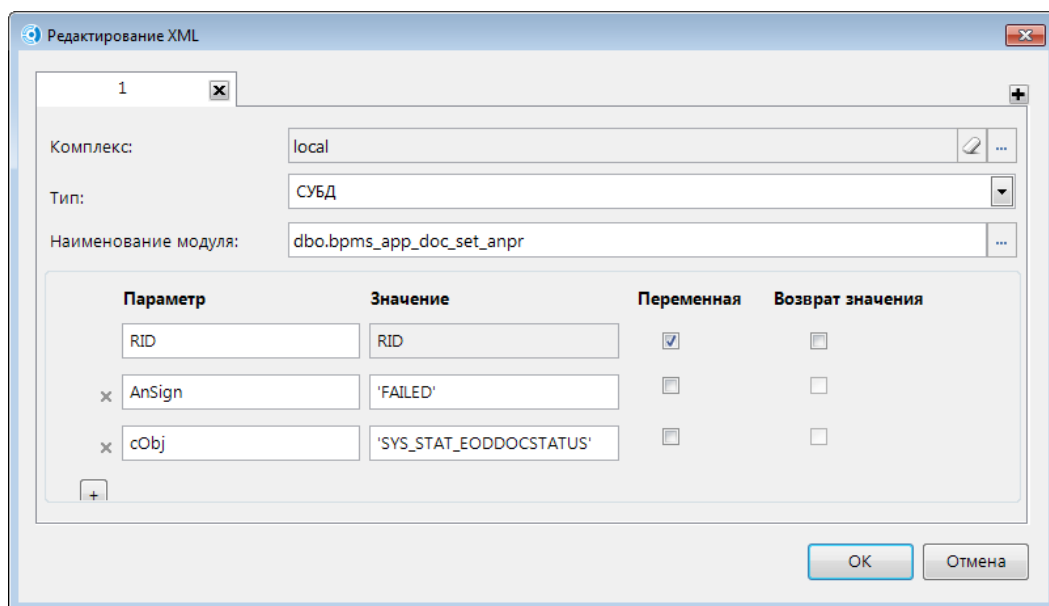 Редактирование XML
1
Комплекс: local ...
Тип: СУБД
Наименование модуля: dbo.bpms_app_doc_set_anpr ...
Параметр Значение Переменная Возврат значения
RID RID
AnSign 'FAILED'
cObj 'SYS_STAT_EODDOCSTATUS'
+
OK Отмена